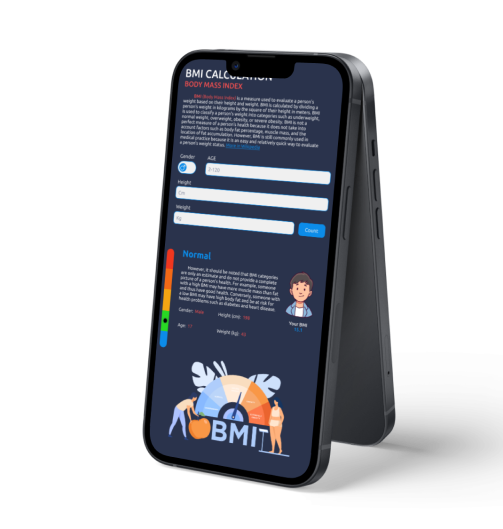 BMI CALCULATION
BODY MASS INDEX
BMI (Body Mass Index) is a measure used to evaluate a person's
weight based on their height and weight. BMI is calculated by dividing a
person's weight in kilograms by the square of their height in meters. BMI
is used to classify a person's weight into categories such as underweight,
normal weight, overweight, obesity, or severe obesity. BMI is not a
perfect measure of a person's health because it does not take into
account factors such as body fat percentage, muscle mass, and the
location of fat accumulation. However, BMI is still commonly used in
medical practice because it is an easy and relatively quick way to evaluate
a person's weight status.
Gender
AGE
2-120
Height
Cm
Weight
Kg
Count
Normal
However, it should be noted that BMI categories
are only an estimate and do not provide a complete
picture of a person's health. For example, someone
with a high BMI may have more muscle mass than fat
and thus have good health. Conversely, someone with
a low BMI may have high body fat and be at risk for
health problems such as diabetes and heart disease.
Gender: Male
Height (cm):
Age: 17
Weight (kg):
Your BMI
BMI